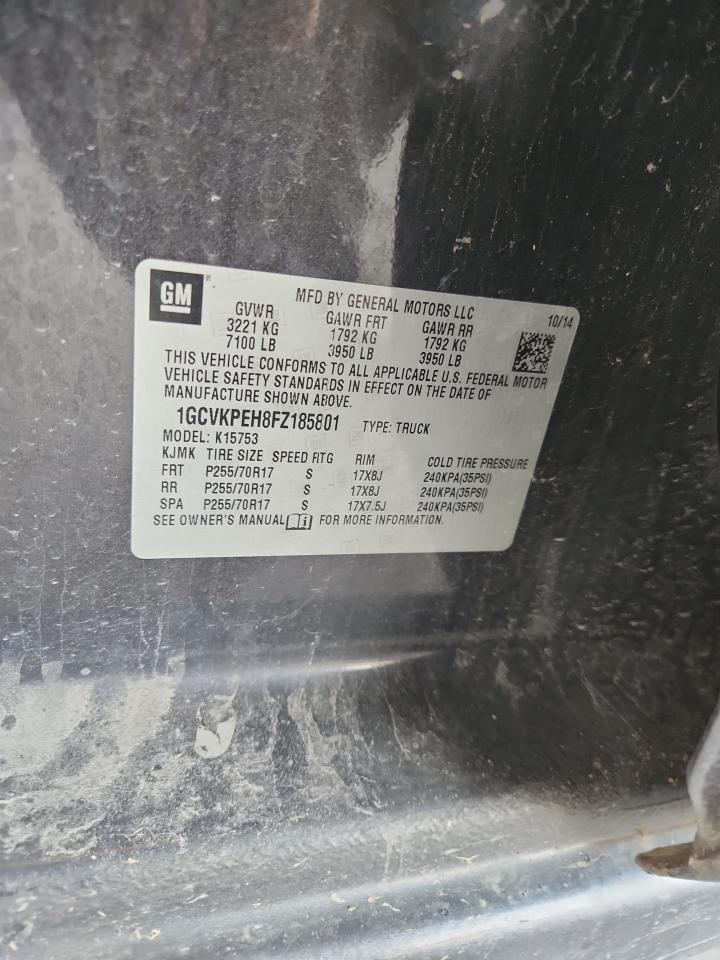 GM
MFD BY GENERAL MOTORS LLC
10/14
GVWR GAWR FRT GAWR RR
3221 KG 1792 KG 1792 KG
7100 LB 3950 LB 3950 LB
THIS VEHICLE CONFORMS TO ALL APPLICABLE U.S. FEDERAL MOTOR
VEHICLE SAFETY STANDARDS IN EFFECT ON THE DATE OF
MANUFACTURE SHOWN ABOVE.
1GCVKPEH8FZ185801 TYPE: TRUCK
MODEL: K15753
KJMK TIRE SIZE SPEED RTG RIM COLD TIRE PRESSURE
FRT P255/70R17 S 17X8J 240KPA(35PSI)
RR P255/70R17 S 17X8J 240KPA(35PSI)
SPA P255/70R17 S 17X7.5J 240KPA(35PSI)
SEE OWNER'S MANUAL FOR MORE INFORMATION.